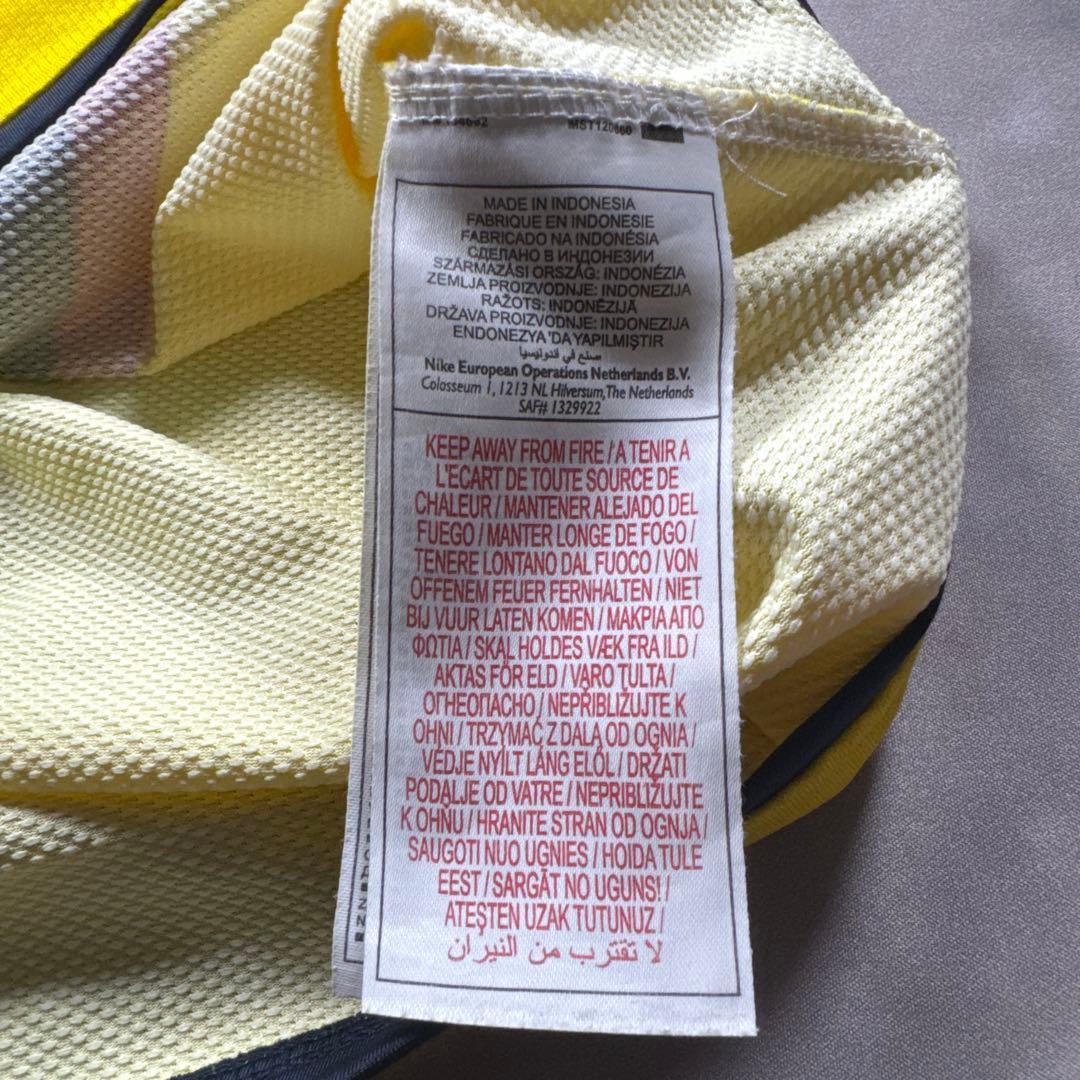 MST120660
MADE IN INDONESIA
FABRIQUE EN INDONESIE
FABRICADO NA INDONÉSIA
СДЕЛАНО В ИНДОНЕЗИИ
SZÁRMAZÁSI ORSZÁG: INDONÉZIA
ZEMLJA PROIZVODNJE: INDONEZIJA
RAŽOTS: INDONĒZIJĀ
DRŽAVA PROIZVODNJE: INDONEZIJA
ENDONEZYA'DA YAPILMIŞTIR
صنع في اندونيسيا
Nike European Operations Netherlands B.V.
Colosseum 1, 1213 NL Hilversum, The Netherlands
SAF# 1329922
KEEP AWAY FROM FIRE / A TENIR A
L'ECART DE TOUTE SOURCE DE
CHALEUR / MANTENER ALEJADO DEL
FUEGO / MANTER LONGE DE FOGO /
TENERE LONTANO DAL FUOCO / VON
OFFENEM FEUER FERNHALTEN / NIET
BIJ VUUR LATEN KOMEN / ΜΑΚΡΙΑ ΑΠΟ
ΦΩΤΙΑ / SKAL HOLDES VÆK FRA ILD /
AKTAS FÖR ELD / VARO TULTA /
ОГНЕОПАСНО / NEPŘIBLIŽUJTE K
OHNI / TRZYMAĆ Z DALA OD OGNIA /
VÉDJE NYÍLT LÁNG ELŐL / DRŽATI
PODALJE OD VATRE / NEPRIBLIŽUJTE
K OHŇU / HRANITE STRAN OD OGNJA /
SAUGOTI NUO UGNIES / HOIDA TULE
EEST / SARGĀT NO UGUNS! /
ATEŞTEN UZAK TUTUNUZ /
لا تقترب من النيران